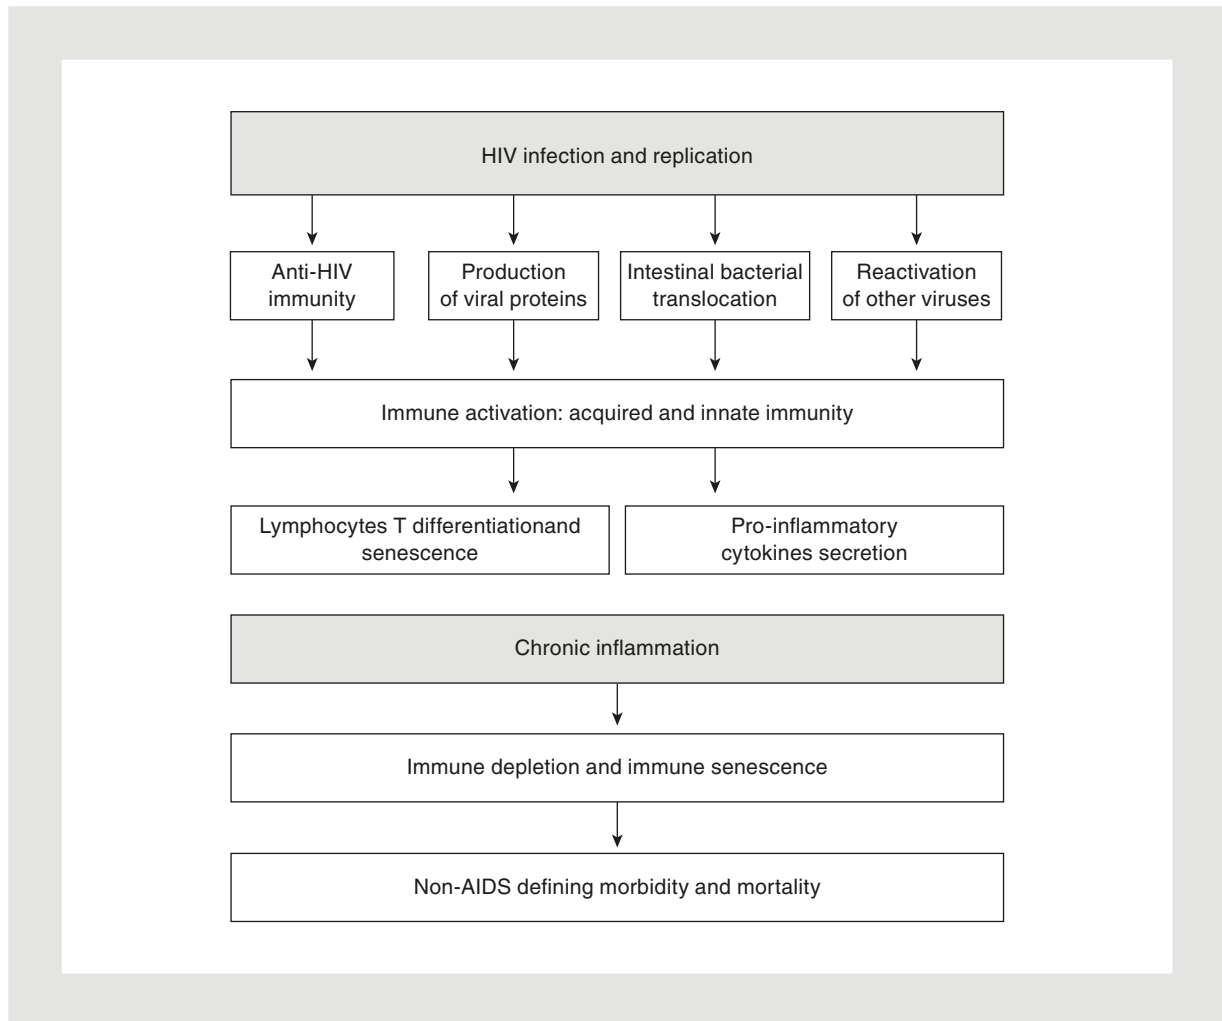 HIV infection and replication
Anti-HIV
immunity
Production
of viral proteins
Intestinal bacterial
translocation
Reactivation
of other viruses
Immune activation: acquired and innate immunity
Lymphocytes T differentiationand
senescence
Pro-inflammatory
cytokines secretion
Chronic inflammation
Immune depletion and immune senescence
Non-AIDS defining morbidity and mortality